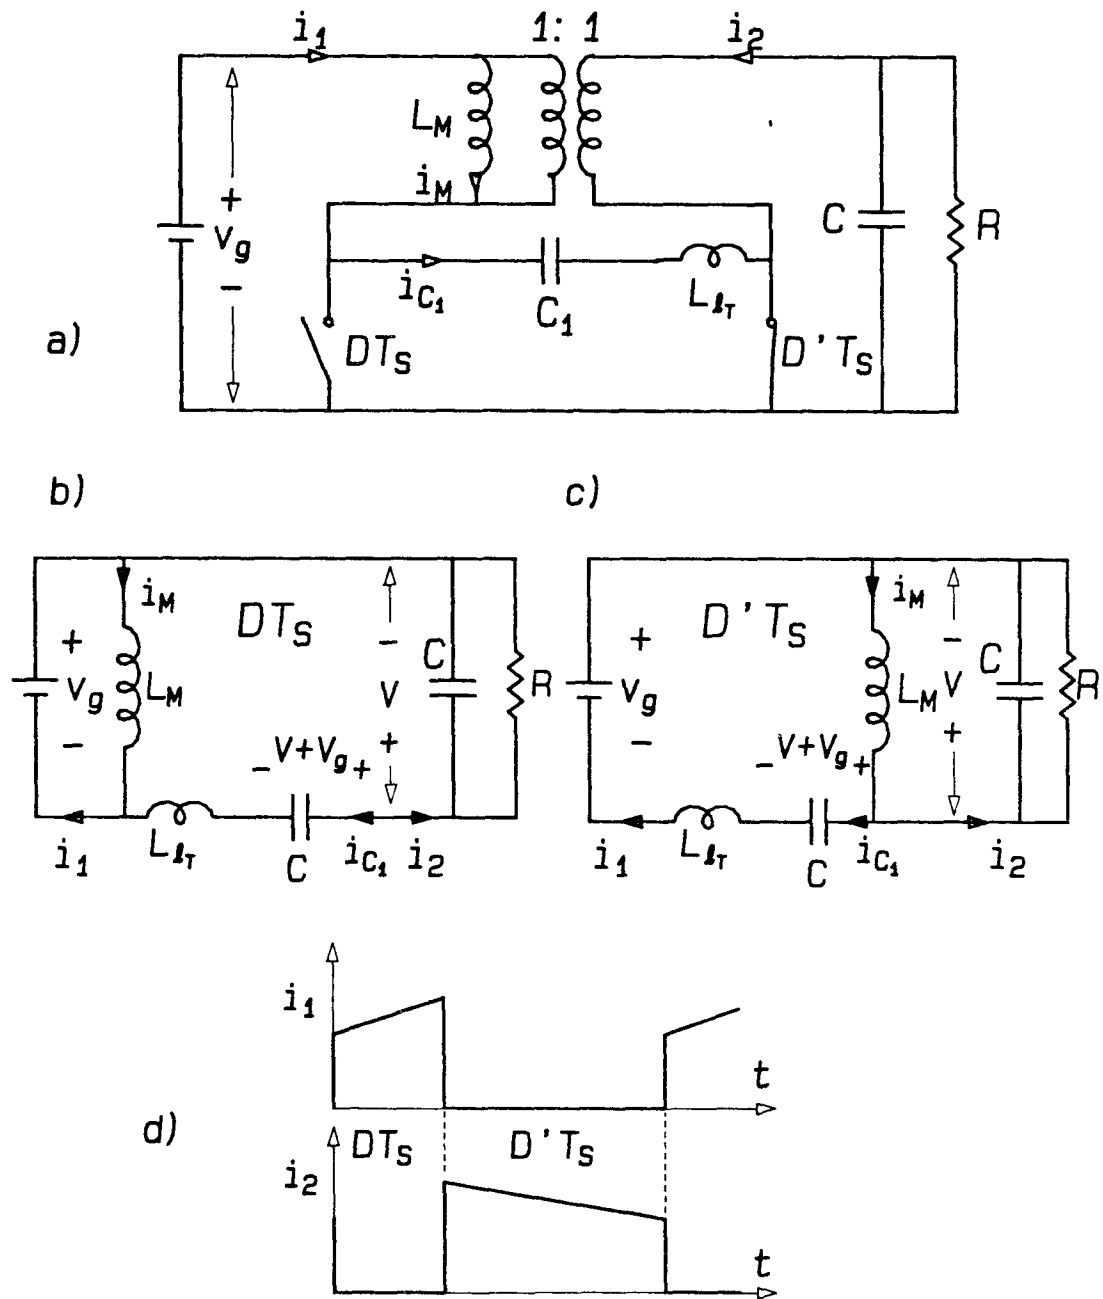 i1 1: 1 i2
LM
iM
+ Vg − C R
iC1 C1 LℓT
a) DTS D'TS
b) c)
iM DTS − iM D'TS −
+ Vg − LM V C R + Vg − LM V C R
− V+Vg + + − V+Vg + +
i1 LℓT C iC1 i2 i1 LℓT C iC1 i2
i1
t
d) DTS D'TS
i2
t